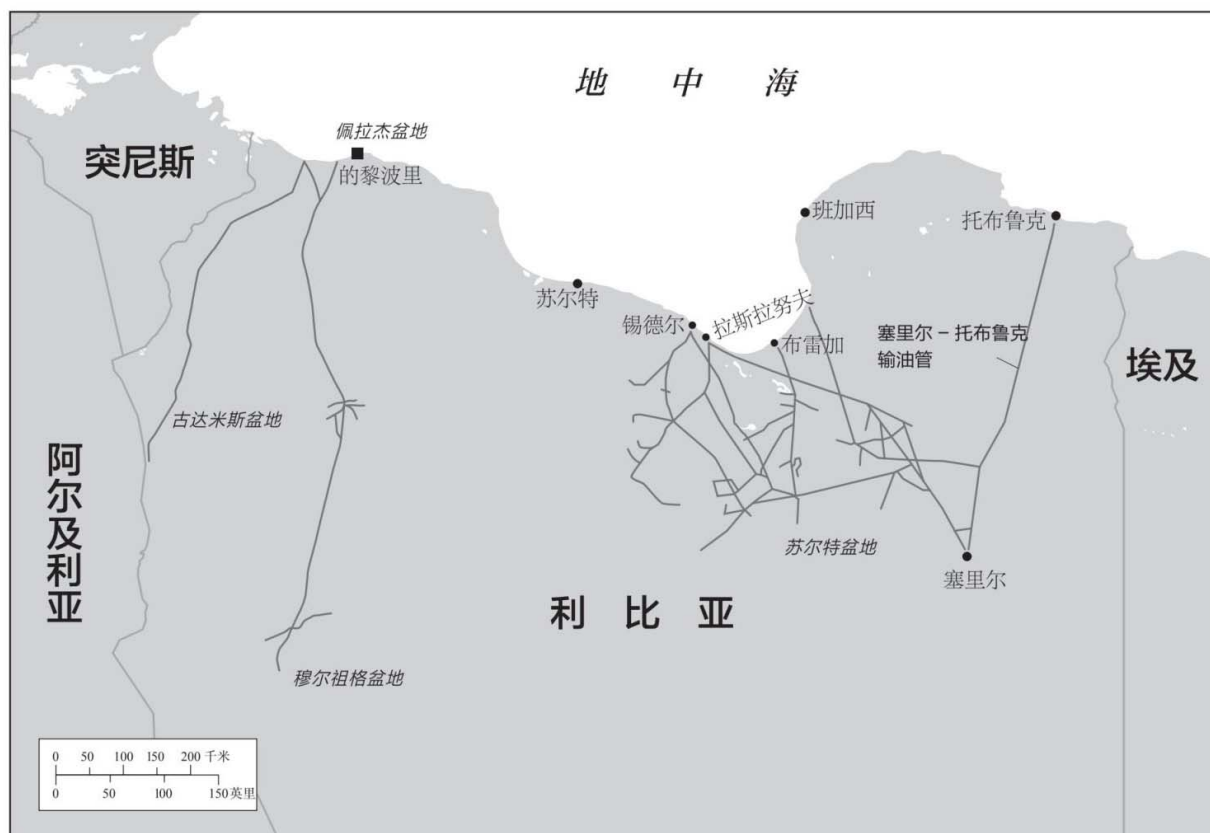 地 中 海
佩拉杰盆地
突尼斯
的黎波里
班加西
托布鲁克
苏尔特
锡德尔
拉斯拉努夫
布雷加
塞里尔 – 托布鲁克
输油管
埃及
古达米斯盆地
阿尔及利亚
苏尔特盆地
塞里尔
利 比 亚
穆尔祖格盆地
0 50 100 150 200 千米
0 50 100 150 英里